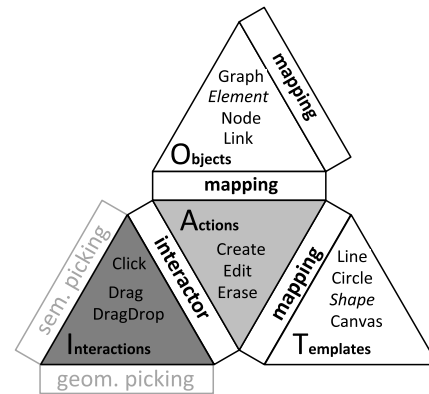 Graph
Element
Node
Link
Objects
mapping
mapping
Actions
Create
Edit
Erase
interactor
mapping
sem. picking
Click
Drag
DragDrop
Interactions
geom. picking
Line
Circle
Shape
Canvas
Templates